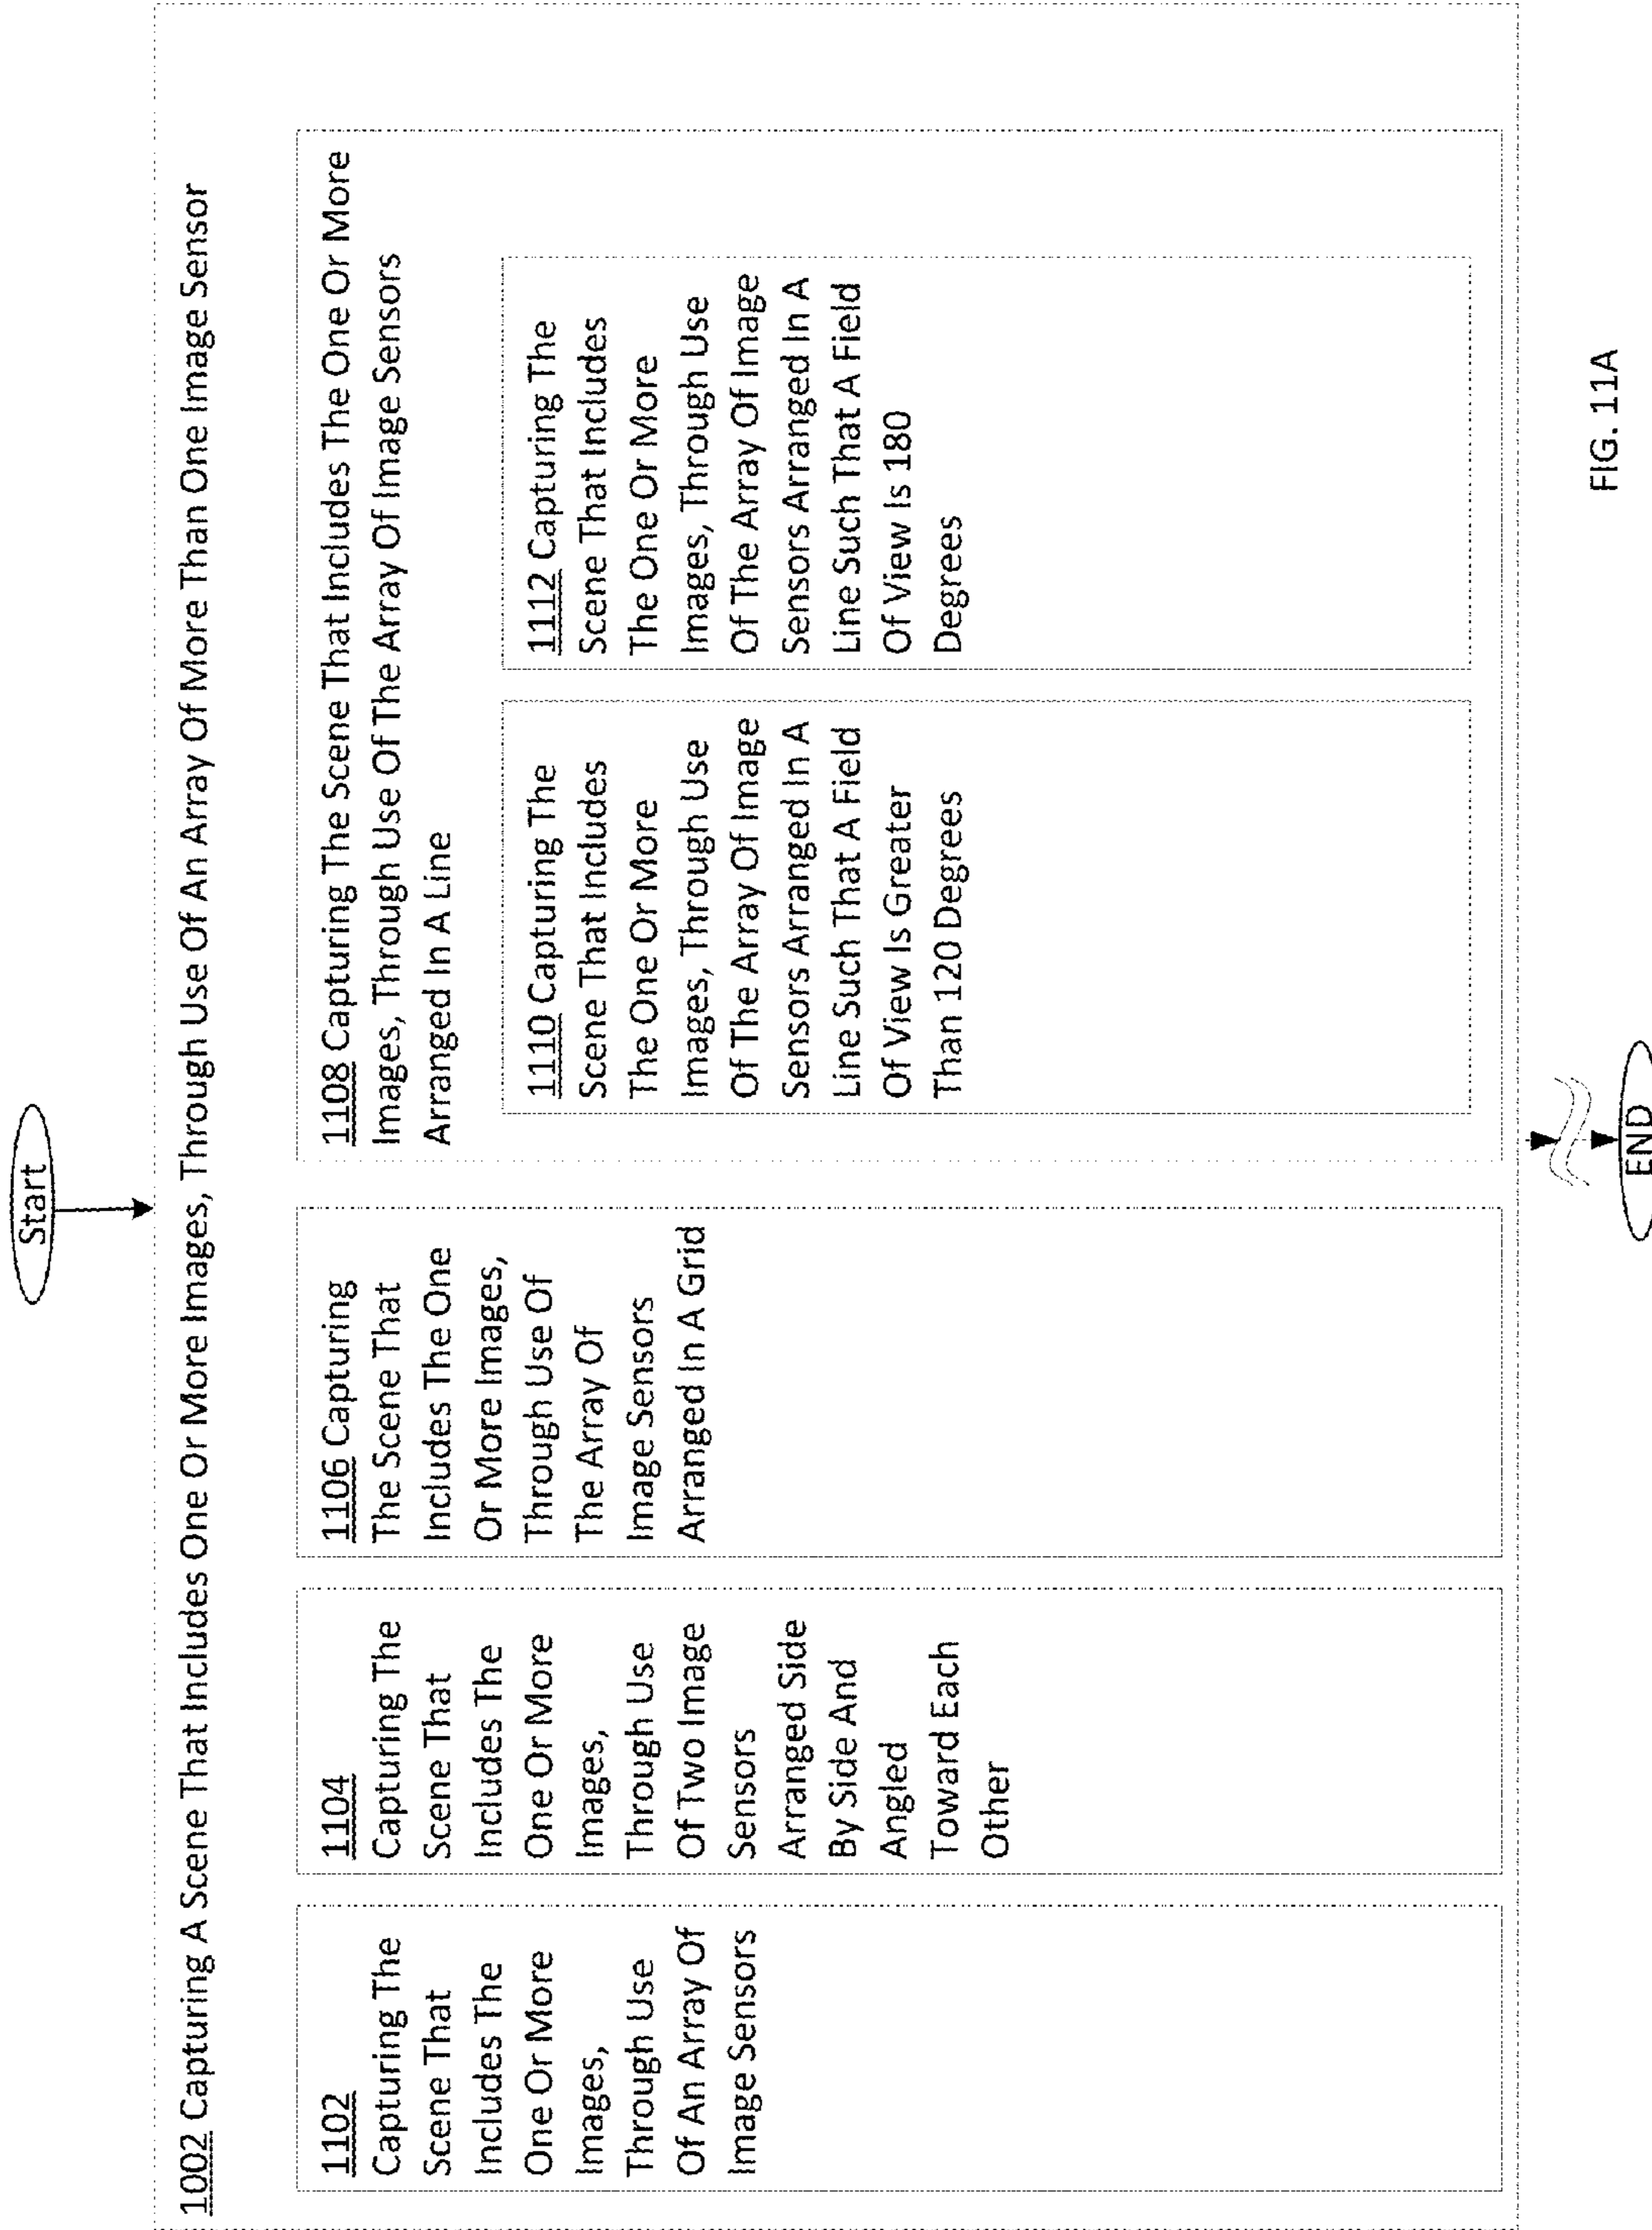 Start
1002 Capturing A Scene That Includes One Or More Images, Through Use Of An Array Of More Than One Image Sensor
1102
Capturing The
Scene That
Includes The
One Or More
Images,
Through Use
Of An Array Of
Image Sensors
1104
Capturing The
Scene That
Includes The
One Or More
Images,
Through Use
Of Two Image
Sensors
Arranged Side
By Side And
Angled
Toward Each
Other
1106 Capturing
The Scene That
Includes The One
Or More Images,
Through Use Of
The Array Of
Image Sensors
Arranged In A Grid
1108 Capturing The Scene That Includes The One Or More
Images, Through Use Of The Array Of Image Sensors
Arranged In A Line
1110 Capturing The
Scene That Includes
The One Or More
Images, Through Use
Of The Array Of Image
Sensors Arranged In A
Line Such That A Field
Of View Is Greater
Than 120 Degrees
1112 Capturing The
Scene That Includes
The One Or More
Images, Through Use
Of The Array Of Image
Sensors Arranged In A
Line Such That A Field
Of View Is 180
Degrees
END
FIG. 11A